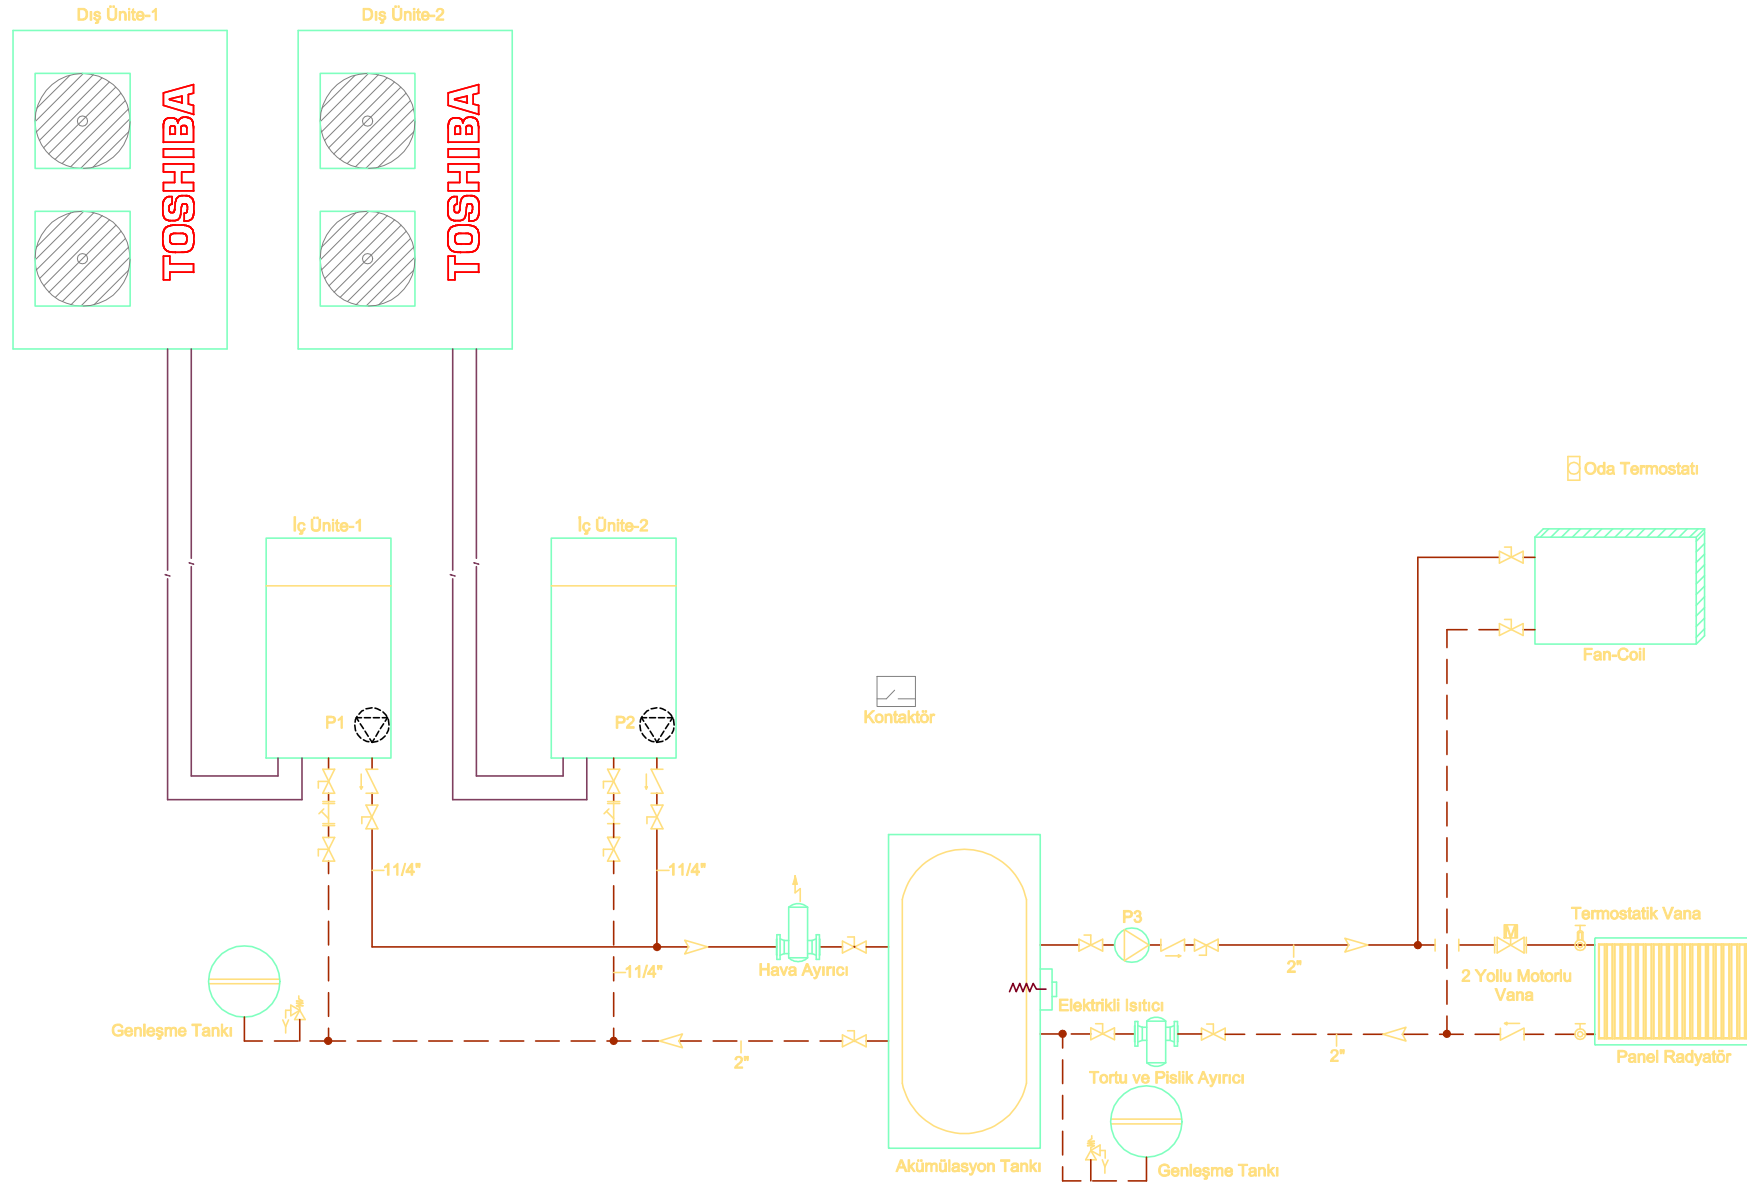 Dış Ünite-1
Dış Ünite-2
TOSHIBA
TOSHIBA
Oda Termostatı
İç Ünite-1
İç Ünite-2
Fan-Coil
P1
P2
Kontaktör
11/4"
11/4"
P3
Termostatik Vana
M
Hava Ayırıcı
11/4"
2"
2 Yollu Motorlu
Vana
Elektrikli Isıtıcı
Genleşme Tankı
2"
2"
Panel Radyatör
Tortu ve Pislik Ayırıcı
Akümülasyon Tankı
Genleşme Tankı